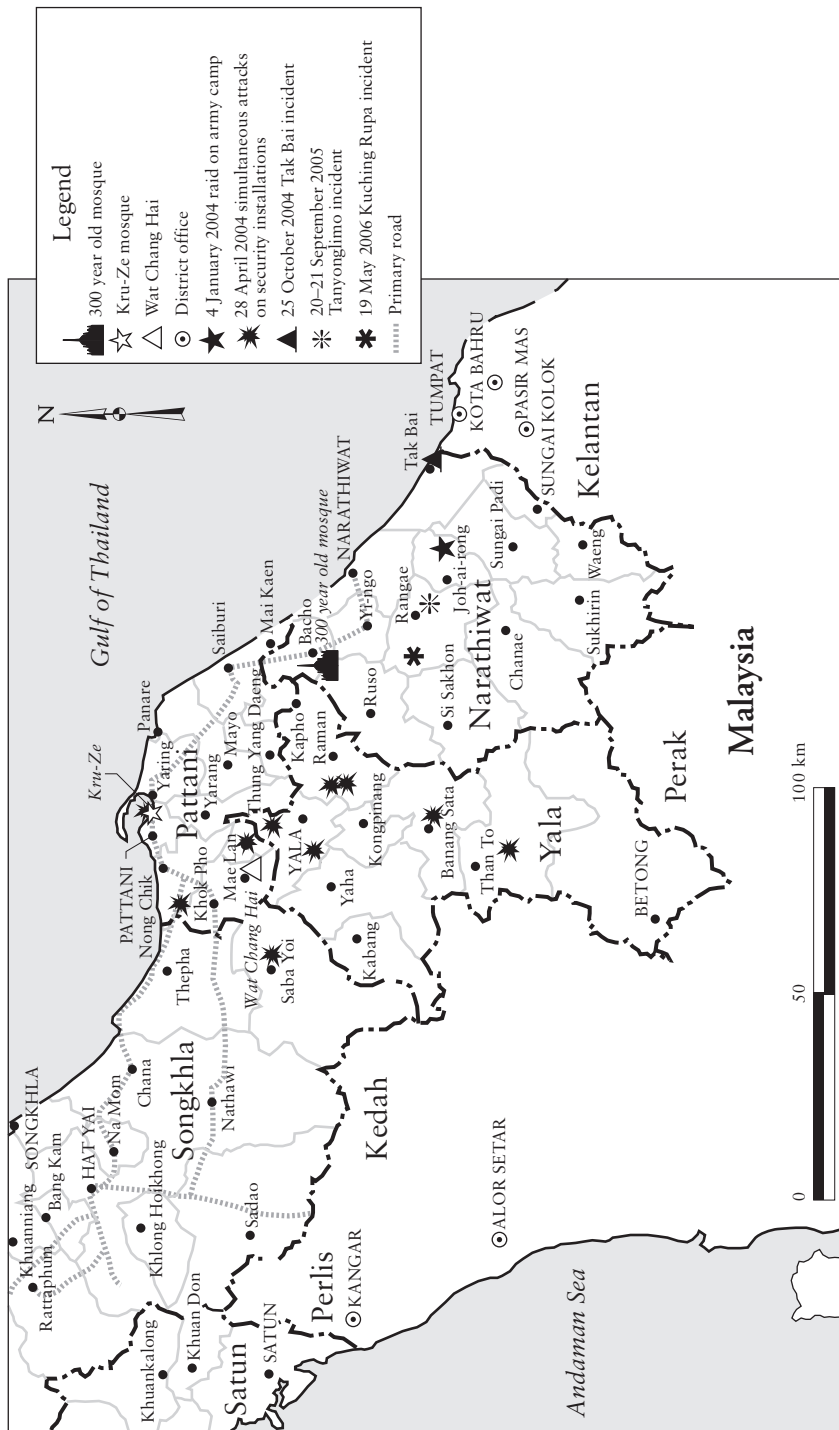 Legend
300 year old mosque
Kru-Ze mosque
Wat Chang Hai
District office
4 January 2004 raid on army camp
28 April 2004 simultaneous attacks
on security installations
25 October 2004 Tak Bai incident
20–21 September 2005
Tanyonglimo incident
19 May 2006 Kuching Rupa incident
Primary road
N
Gulf of Thailand
Khuanniang
SONGKHLA
Rattaphum
Bang Kam
HAT YAI
Na Mom
Chana
Khlong Hoikhong
Songkhla
Nathawi
Sadao
Khuankalong
Khuan Don
Satun
SATUN
Perlis
KANGAR
Kedah
ALOR SETAR
Andaman Sea
Thepha
Saba Yoi
Wat Chang Hai
PATTANI
Nong Chik
Kru-Ze
Khok Pho
Mae Lan
Pattani
Yaring
Yarang
Panare
Mayo
Saiburi
Thung Yang Daeng
Mai Kaen
Kapho
Raman
YALA
Yaha
Kabang
Kongpinang
Banang Sata
Than To
Yala
BETONG
Bacho
300 year old mosque
NARATHIWAT
Yi-ngo
Ruso
Rangae
Si Sakhon
Joh-ai-rong
Narathiwat
Chanae
Sungai Padi
Sukhirin
Waeng
Tak Bai
TUMPAT
KOTA BAHRU
PASIR MAS
SUNGAI KOLOK
Kelantan
Perak
Malaysia
0
50
100 km